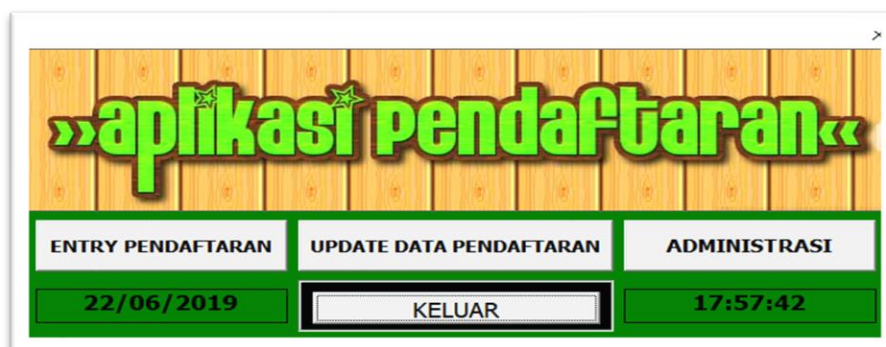 »aplikasi pendaftaran«
ENTRY PENDAFTARAN
UPDATE DATA PENDAFTARAN
ADMINISTRASI
22/06/2019
KELUAR
17:57:42